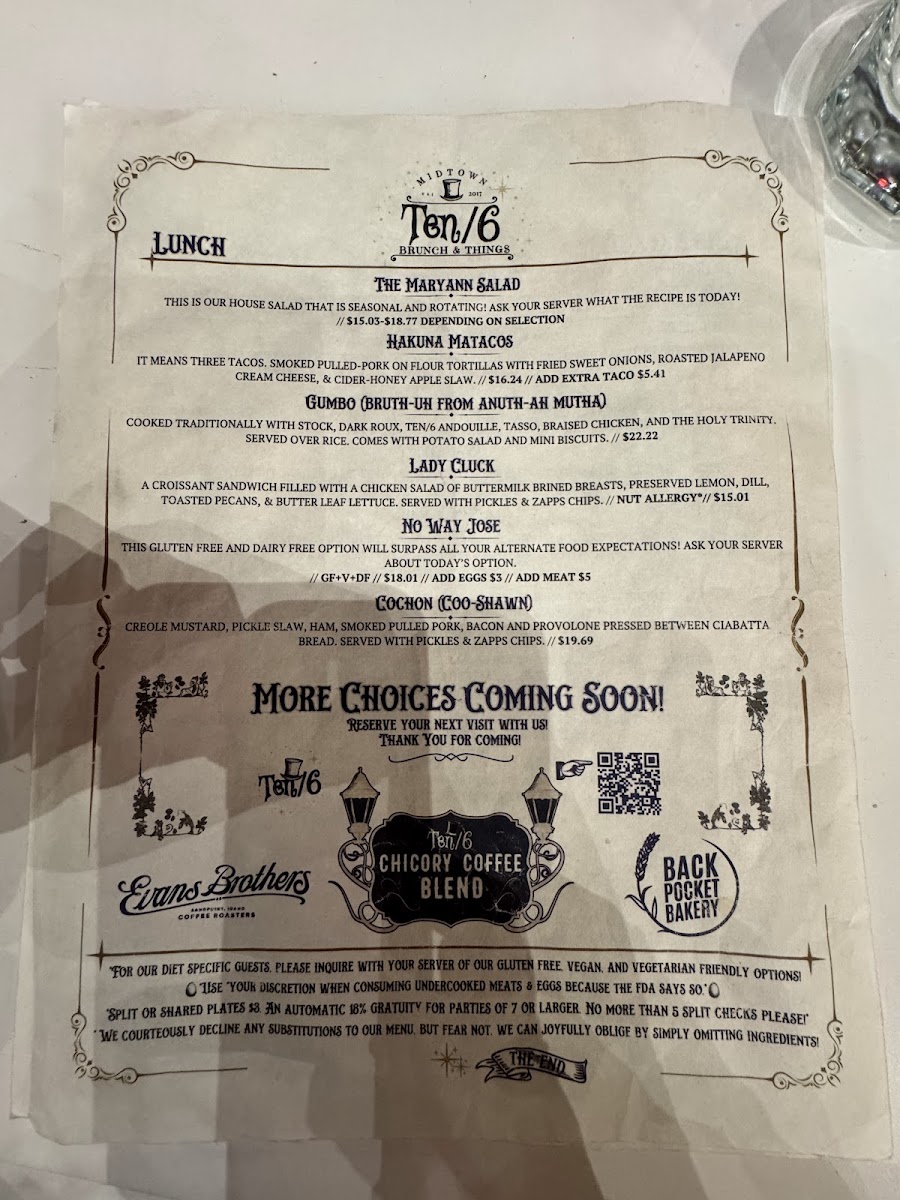 MIDTOWN
EST 2017
Ten/6
BRUNCH & THINGS
LUNCH
THE MARYANN SALAD
THIS IS OUR HOUSE SALAD THAT IS SEASONAL AND ROTATING! ASK YOUR SERVER WHAT THE RECIPE IS TODAY!
// $15.03-$18.77 DEPENDING ON SELECTION
HAKUNA MATACOS
IT MEANS THREE TACOS. SMOKED PULLED-PORK ON FLOUR TORTILLAS WITH FRIED SWEET ONIONS, ROASTED JALAPENO
CREAM CHEESE, & CIDER-HONEY APPLE SLAW. // $16.24 // ADD EXTRA TACO $5.41
GUMBO (BRUTH-UH FROM ANUTH-AH MUTHA)
COOKED TRADITIONALLY WITH STOCK, DARK ROUX, TEN/6 ANDOUILLE, TASSO, BRAISED CHICKEN, AND THE HOLY TRINITY.
SERVED OVER RICE. COMES WITH POTATO SALAD AND MINI BISCUITS. // $22.22
LADY CLUCK
A CROISSANT SANDWICH FILLED WITH A CHICKEN SALAD OF BUTTERMILK BRINED BREASTS, PRESERVED LEMON, DILL,
TOASTED PECANS, & BUTTER LEAF LETTUCE. SERVED WITH PICKLES & ZAPPS CHIPS. // NUT ALLERGY*// $15.01
NO WAY JOSE
THIS GLUTEN FREE AND DAIRY FREE OPTION WILL SURPASS ALL YOUR ALTERNATE FOOD EXPECTATIONS! ASK YOUR SERVER
ABOUT TODAY'S OPTION.
// GF+V+DF // $18.01 // ADD EGGS $3 // ADD MEAT $5
COCHON (COO-SHAWN)
CREOLE MUSTARD, PICKLE SLAW, HAM, SMOKED PULLED PORK, BACON AND PROVOLONE PRESSED BETWEEN CIABATTA
BREAD. SERVED WITH PICKLES & ZAPPS CHIPS. // $19.69
MORE CHOICES COMING SOON!
RESERVE YOUR NEXT VISIT WITH US!
THANK YOU FOR COMING!
Ten/6
Ten/6
CHICORY COFFEE
BLEND
Evans Brothers
SANDPOINT, IDAHO
COFFEE ROASTERS
BACK
POCKET
BAKERY
*FOR OUR DIET SPECIFIC GUESTS, PLEASE INQUIRE WITH YOUR SERVER OF OUR GLUTEN FREE, VEGAN, AND VEGETARIAN FRIENDLY OPTIONS!
*USE "YOUR DISCRETION WHEN CONSUMING UNDERCOOKED MEATS & EGGS BECAUSE THE FDA SAYS SO."
*SPLIT OR SHARED PLATES $3. AN AUTOMATIC 18% GRATUITY FOR PARTIES OF 7 OR LARGER. NO MORE THAN 5 SPLIT CHECKS PLEASE!*
*WE COURTEOUSLY DECLINE ANY SUBSTITUTIONS TO OUR MENU, BUT FEAR NOT, WE CAN JOYFULLY OBLIGE BY SIMPLY OMITTING INGREDIENTS!
THE END